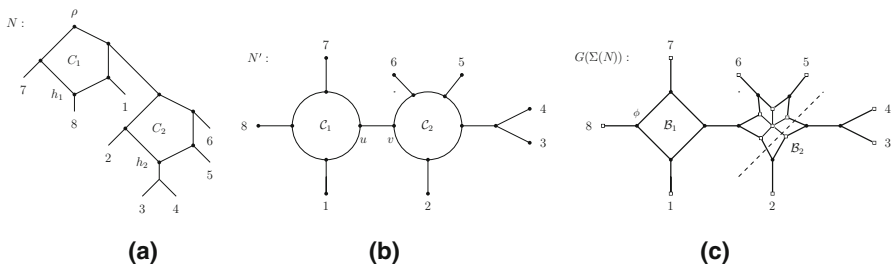 N :
ρ
C₁
7
h₁
8
1
C₂
2
h₂
6
5
3 4
(a)
N′ :
7
6 5
8
𝒞₁
u v
𝒞₂
4
3
1 2
(b)
G(Σ(N)) :
7
6 5
ϕ
8
ℬ₁
4
3
ℬ₂
1 2
(c)